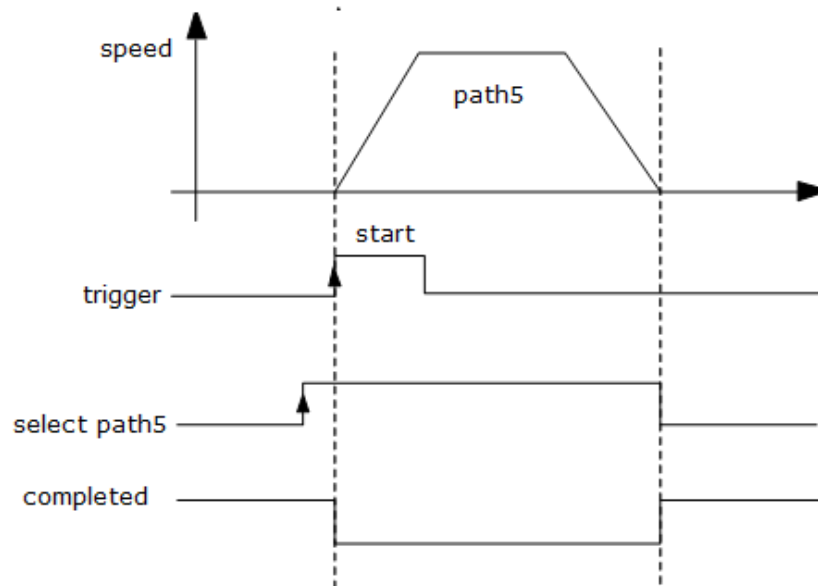 speed
path5
start
trigger
select path5
completed